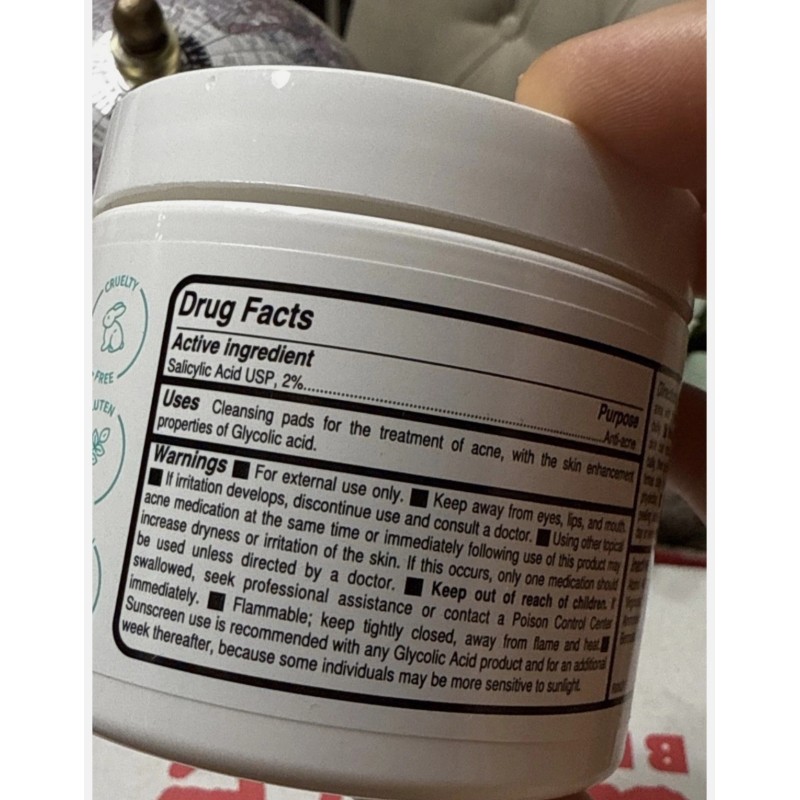 CRUELTY
FREE
UTEN
Drug Facts
Active ingredient
Purpose
Salicylic Acid USP, 2%..............................Anti-acne
Uses Cleansing pads for the treatment of acne, with the skin enhancement
properties of Glycolic acid.
Warnings ■ For external use only. ■ Keep away from eyes, lips, and mouth.
■ If irritation develops, discontinue use and consult a doctor. ■ Using other topical
acne medication at the same time or immediately following use of this product may
increase dryness or irritation of the skin. If this occurs, only one medication should
be used unless directed by a doctor. ■ Keep out of reach of children. If
swallowed, seek professional assistance or contact a Poison Control Center
immediately. ■ Flammable; keep tightly closed, away from flame and heat. ■
Sunscreen use is recommended with any Glycolic Acid product and for an additional
week thereafter, because some individuals may be more sensitive to sunlight.